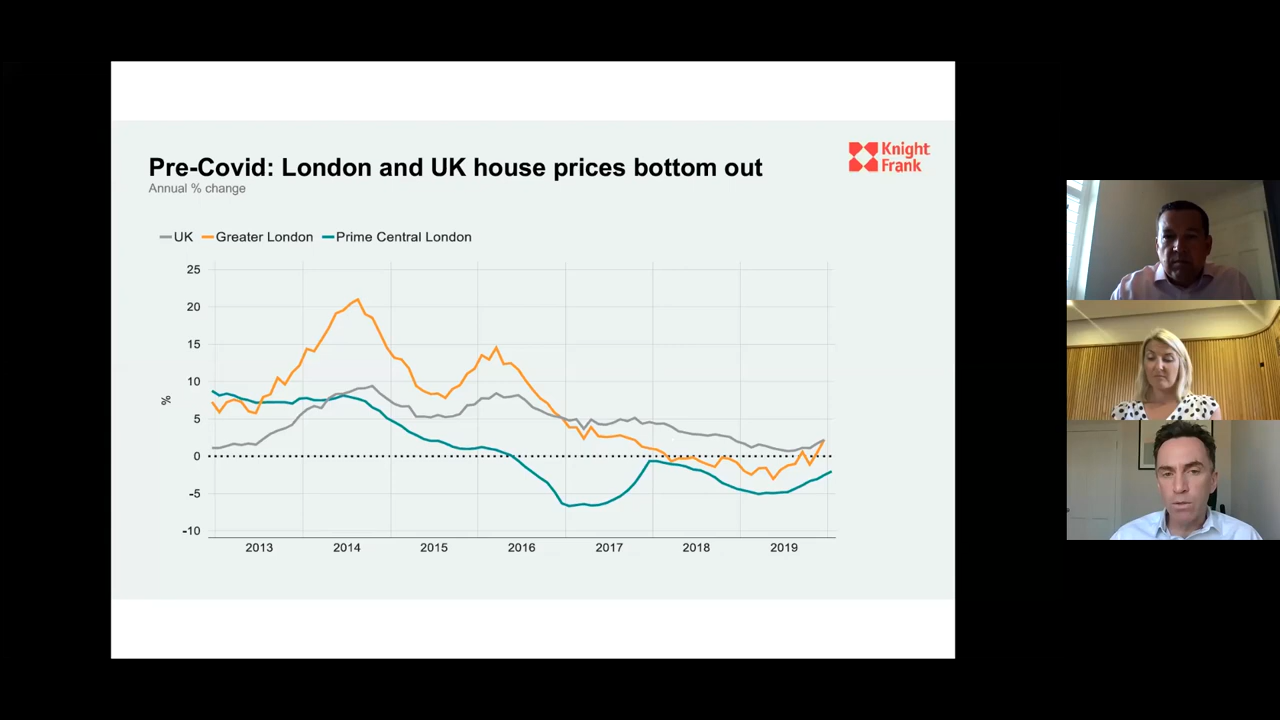 Pre-Covid: London and UK house prices bottom out
Annual % change
Knight
Frank
UK Greater London Prime Central London
25
20
15
10
5
0
-5
-10
%
2013 2014 2015 2016 2017 2018 2019